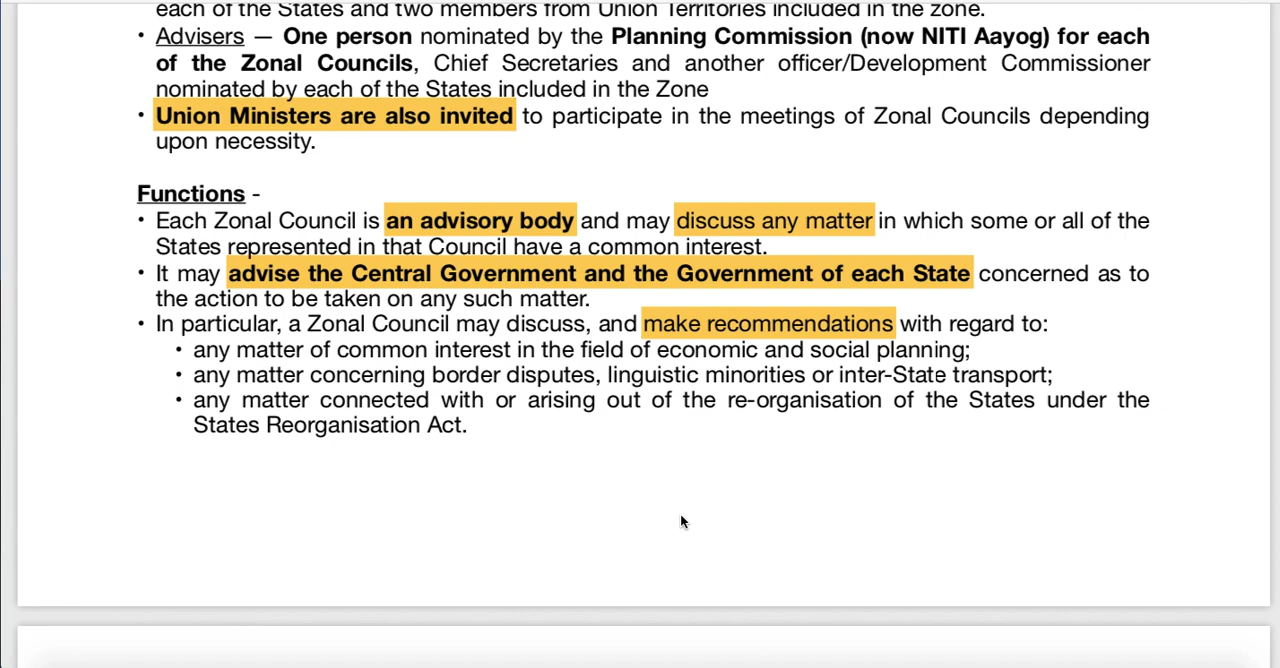 each of the States and two members from Union Territories included in the zone.
• Advisers — One person nominated by the Planning Commission (now NITI Aayog) for each
of the Zonal Councils, Chief Secretaries and another officer/Development Commissioner
nominated by each of the States included in the Zone
• Union Ministers are also invited to participate in the meetings of Zonal Councils depending
upon necessity.
Functions -
• Each Zonal Council is an advisory body and may discuss any matter in which some or all of the
States represented in that Council have a common interest.
• It may advise the Central Government and the Government of each State concerned as to
the action to be taken on any such matter.
• In particular, a Zonal Council may discuss, and make recommendations with regard to:
• any matter of common interest in the field of economic and social planning;
• any matter concerning border disputes, linguistic minorities or inter-State transport;
• any matter connected with or arising out of the re-organisation of the States under the
States Reorganisation Act.